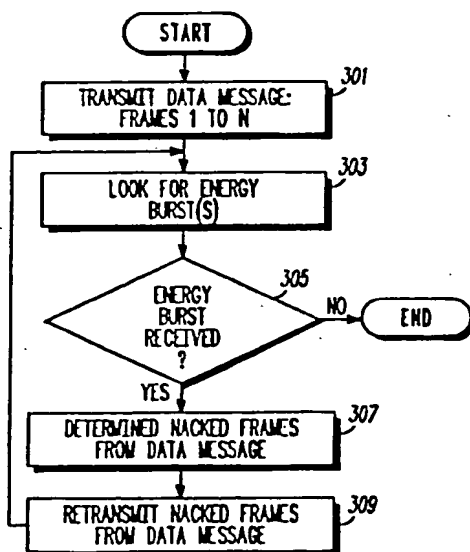 START
301
TRANSMIT DATA MESSAGE:
FRAMES 1 TO N
303
LOOK FOR ENERGY
BURST(S)
305
ENERGY
BURST
RECEIVED
?
NO
END
YES
307
DETERMINED NACKED FRAMES
FROM DATA MESSAGE
309
RETRANSMIT NACKED FRAMES
FROM DATA MESSAGE